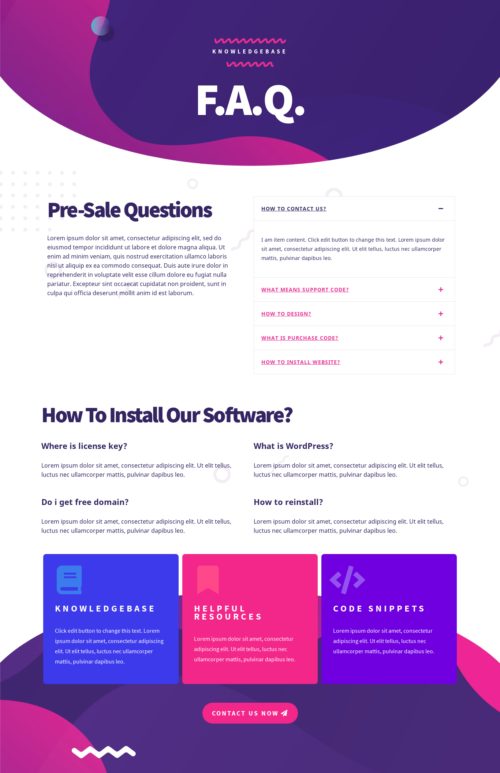 KNOWLEDGEBASE
F.A.Q.
Pre-Sale Questions
Lorem ipsum dolor sit amet, consectetur adipiscing elit, sed do
eiusmod tempor incididunt ut labore et dolore magna aliqua. Ut
enim ad minim veniam, quis nostrud exercitation ullamco laboris
nisi ut aliquip ex ea commodo consequat. Duis aute irure dolor in
reprehenderit in voluptate velit esse cillum dolore eu fugiat nulla
pariatur. Excepteur sint occaecat cupidatat non proident, sunt in
culpa qui officia deserunt mollit anim id est laborum.
HOW TO CONTACT US? −
I am item content. Click edit button to change this text. Lorem ipsum dolor
sit amet, consectetur adipiscing elit. Ut elit tellus, luctus nec ullamcorper
mattis, pulvinar dapibus leo.
WHAT MEANS SUPPORT CODE? +
HOW TO DESIGN? +
WHAT IS PURCHASE CODE? +
HOW TO INSTALL WEBSITE? +
How To Install Our Software?
Where is license key?
Lorem ipsum dolor sit amet, consectetur adipiscing elit. Ut elit tellus,
luctus nec ullamcorper mattis, pulvinar dapibus leo.
What is WordPress?
Lorem ipsum dolor sit amet, consectetur adipiscing elit. Ut elit tellus,
luctus nec ullamcorper mattis, pulvinar dapibus leo.
Do i get free domain?
Lorem ipsum dolor sit amet, consectetur adipiscing elit. Ut elit tellus,
luctus nec ullamcorper mattis, pulvinar dapibus leo.
How to reinstall?
Lorem ipsum dolor sit amet, consectetur adipiscing elit. Ut elit tellus,
luctus nec ullamcorper mattis, pulvinar dapibus leo.
KNOWLEDGEBASE
Click edit button to change this text. Lorem
ipsum dolor sit amet, consectetur adipiscing
elit. Ut elit tellus, luctus nec ullamcorper
mattis, pulvinar dapibus leo.
HELPFUL
RESOURCES
Lorem ipsum dolor sit amet, consectetur
adipiscing elit. Ut elit tellus, luctus nec
ullamcorper mattis, pulvinar dapibus leo.
</>
CODE SNIPPETS
Lorem ipsum dolor sit amet, consectetur
adipiscing elit. Ut elit tellus, luctus nec
ullamcorper mattis, pulvinar dapibus leo.
CONTACT US NOW